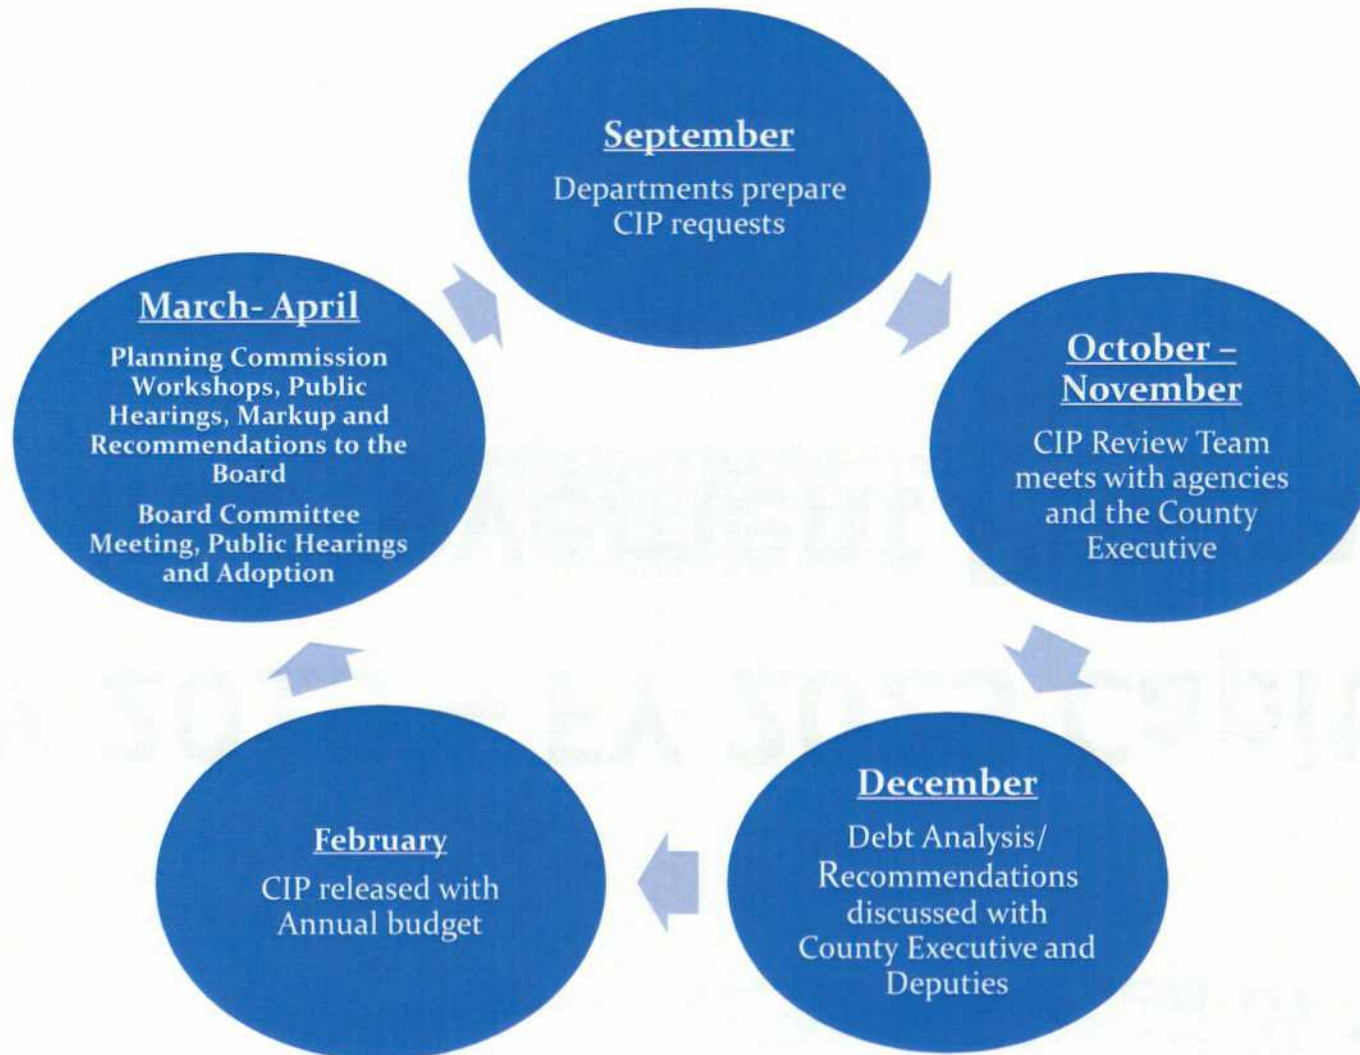 September
Departments prepare
CIP requests
October –
November
CIP Review Team
meets with agencies
and the County
Executive
December
Debt Analysis/
Recommendations
discussed with
County Executive and
Deputies
February
CIP released with
Annual budget
March- April
Planning Commission
Workshops, Public
Hearings, Markup and
Recommendations to the
Board
Board Committee
Meeting, Public Hearings
and Adoption